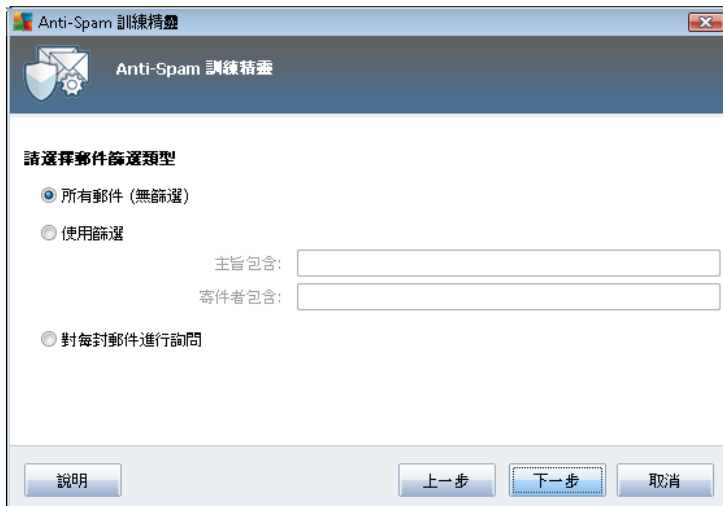 Anti-Spam 訓練精靈
Anti-Spam 訓練精靈
請選擇郵件篩選類型
所有郵件 (無篩選)
使用篩選
主旨包含:
寄件者包含:
對每封郵件進行詢問
說明
上一步
下一步
取消